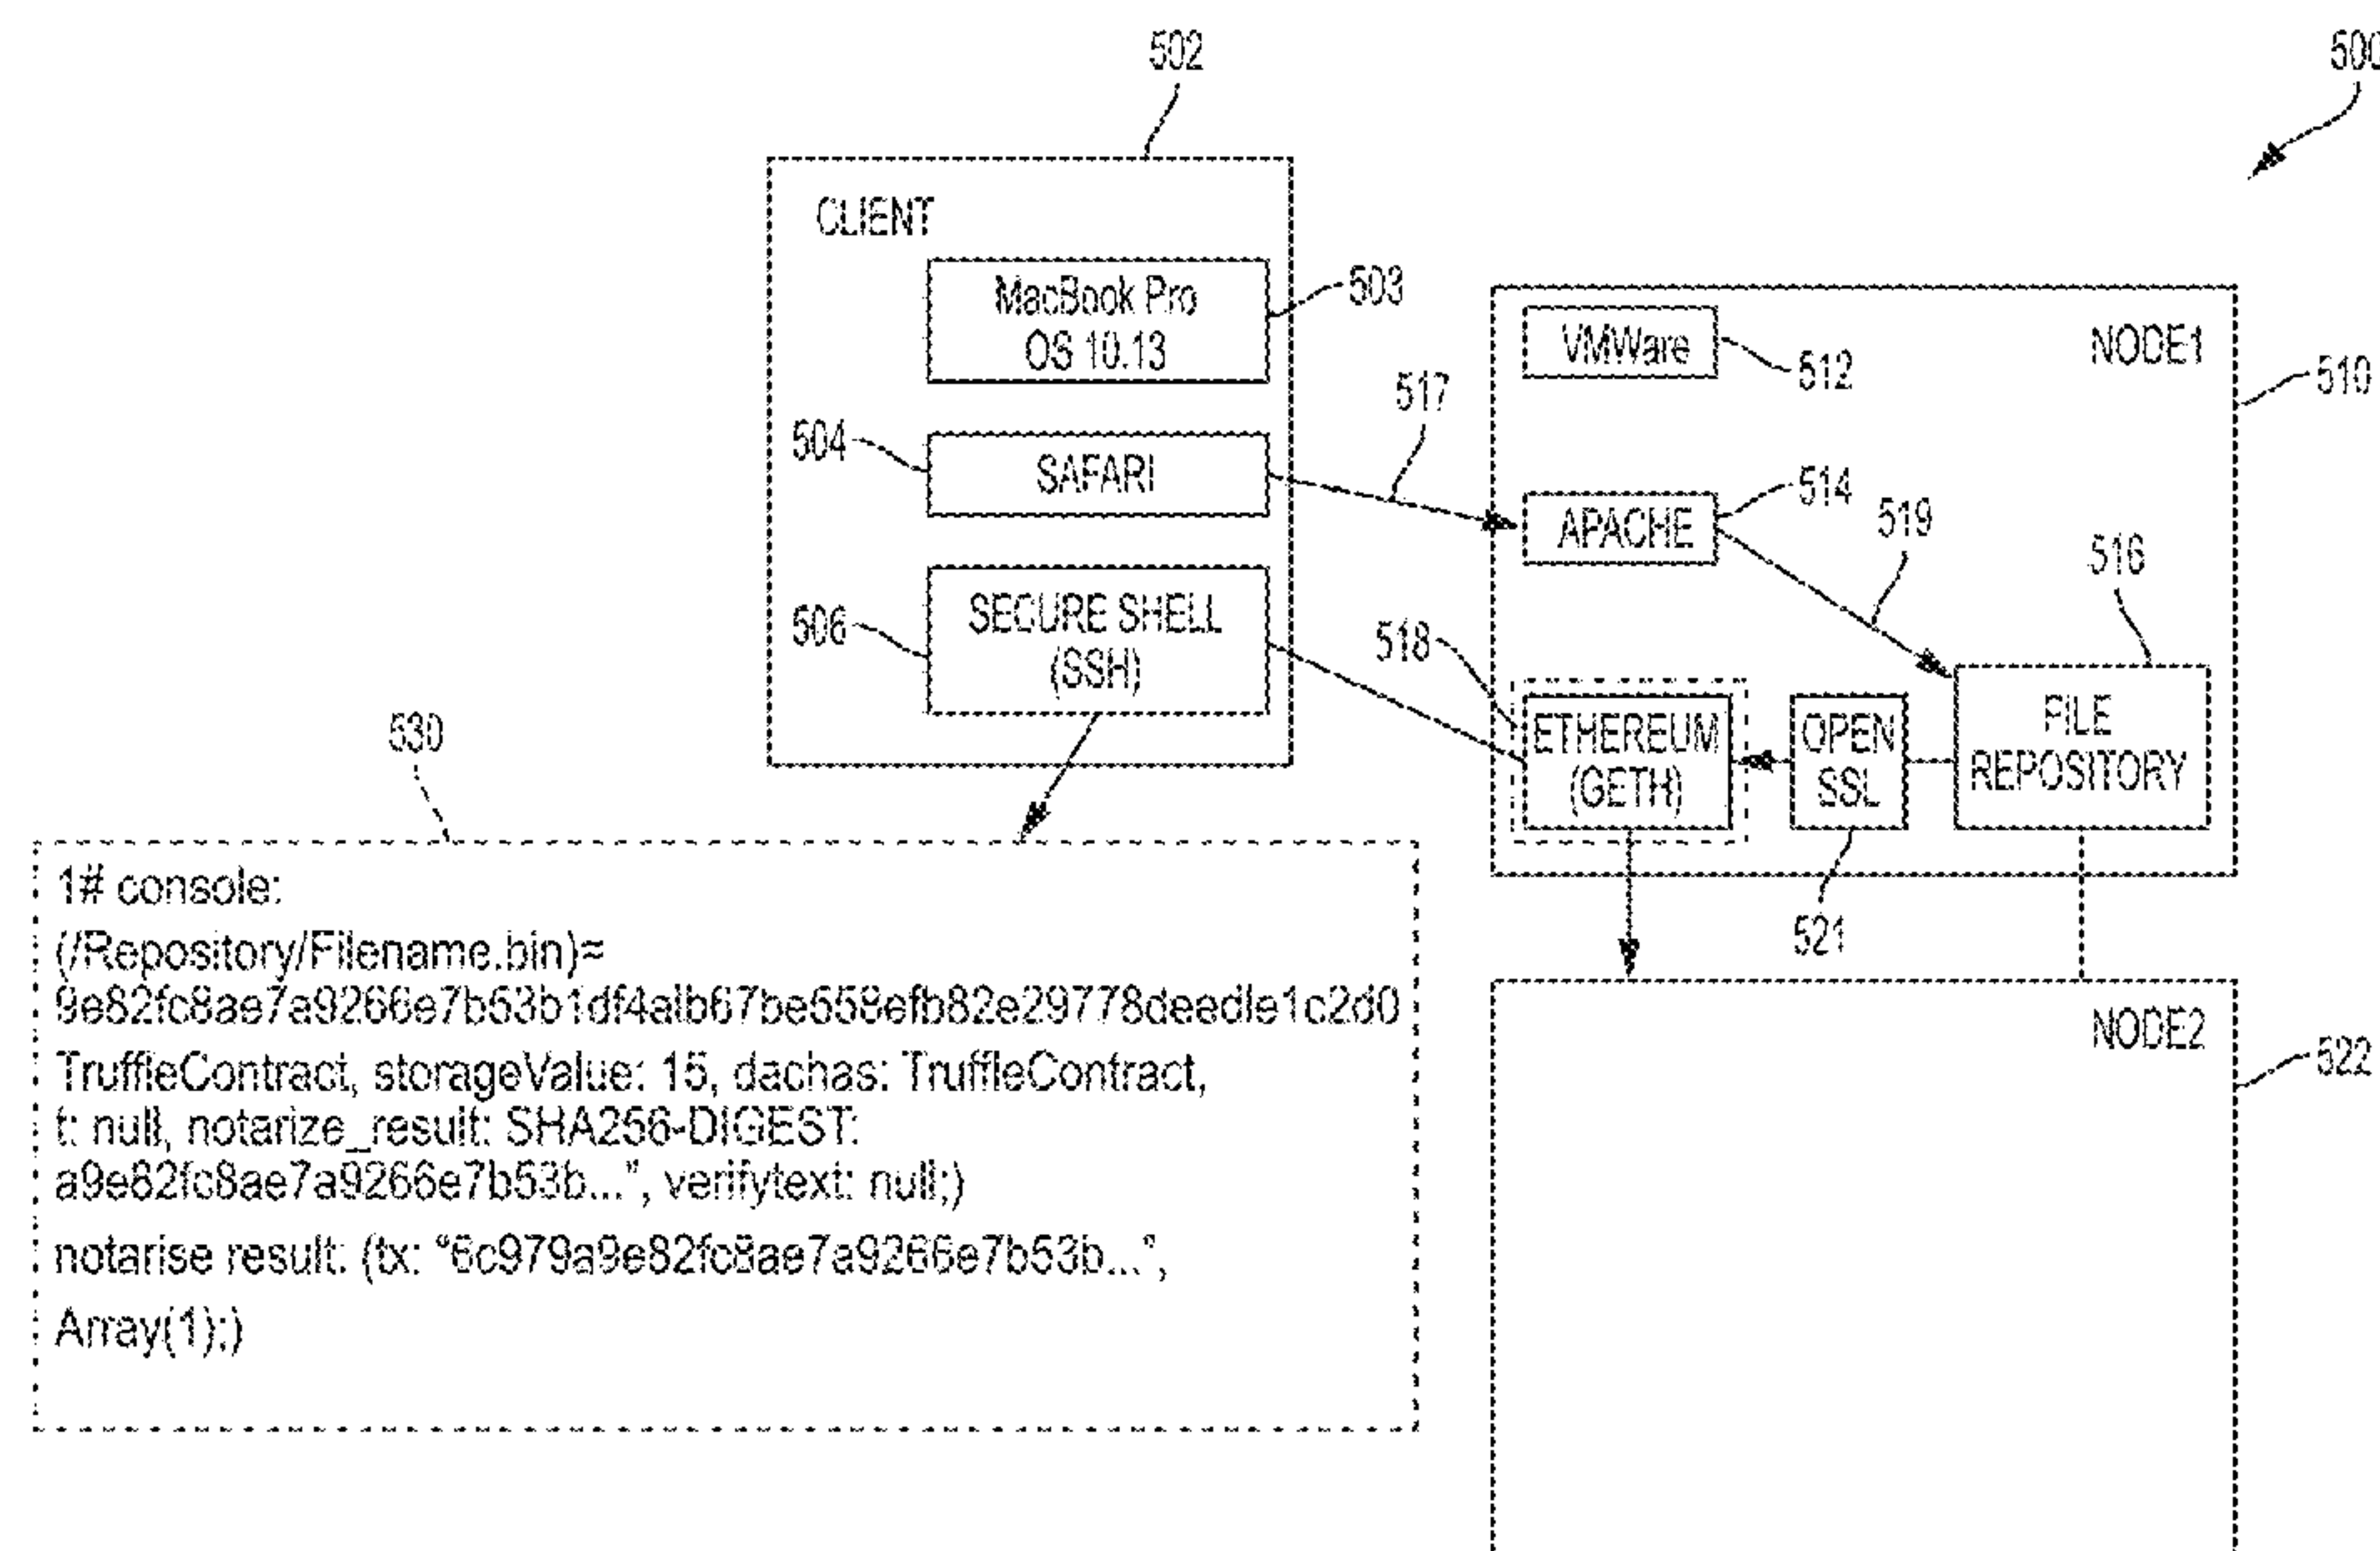 502
500
CLIENT
MacBook Pro
OS 10.13
503
504
SAFARI
517
506
SECURE SHELL
(SSH)
VMWare
512
NODE1
510
APACHE
514
519
516
518
ETHEREUM
(GETH)
OPEN
SSL
FILE
REPOSITORY
521
530
1# console:
(/Repository/Filename.bin)=
9e82fc8ae7a9266e7b53b1df4alb67be558efb82e29778deedle1c2d0
TruffleContract, storageValue: 15, dachas: TruffleContract,
t: null, notarize_result: SHA256-DIGEST:
a9e82fc8ae7a9266e7b53b...", verifytext: null;)
notarise result: (tx: "6c979a9e82fc8ae7a9266e7b53b...",
Array(1);)
NODE2
522